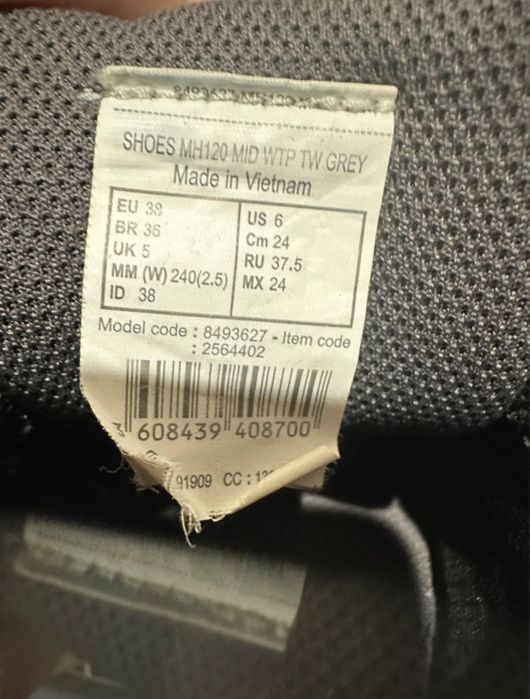 SHOES MH120 MID WTP TW GREY
Made in Vietnam
EU 38
BR 36
UK 5
MM (W) 240(2.5)
ID 38
US 6
Cm 24
RU 37.5
MX 24
Model code : 8493627 - Item code
: 2564402
3 608439 408700
91909 CC :